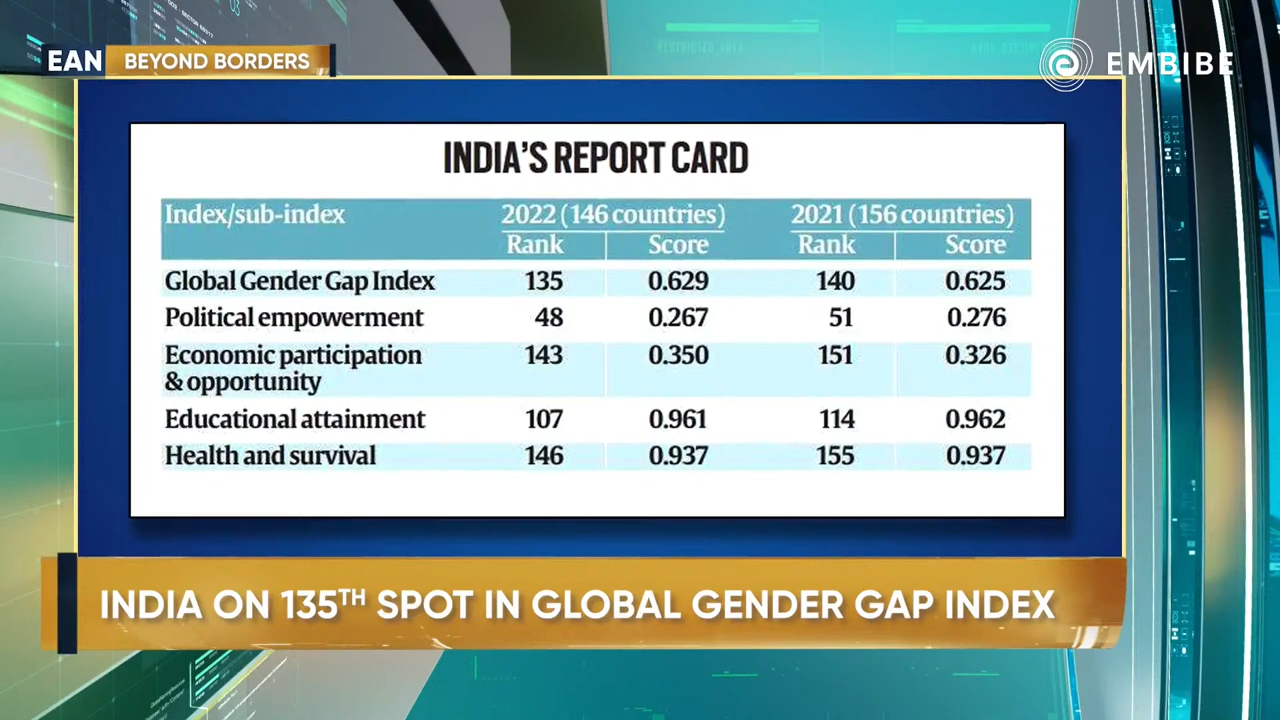 EAN BEYOND BORDERS
EMBIBE
INDIA'S REPORT CARD
Index/sub-index 2022 (146 countries) 2021 (156 countries)
Rank Score Rank Score
Global Gender Gap Index 135 0.629 140 0.625
Political empowerment 48 0.267 51 0.276
Economic participation
& opportunity 143 0.350 151 0.326
Educational attainment 107 0.961 114 0.962
Health and survival 146 0.937 155 0.937
INDIA ON 135TH SPOT IN GLOBAL GENDER GAP INDEX